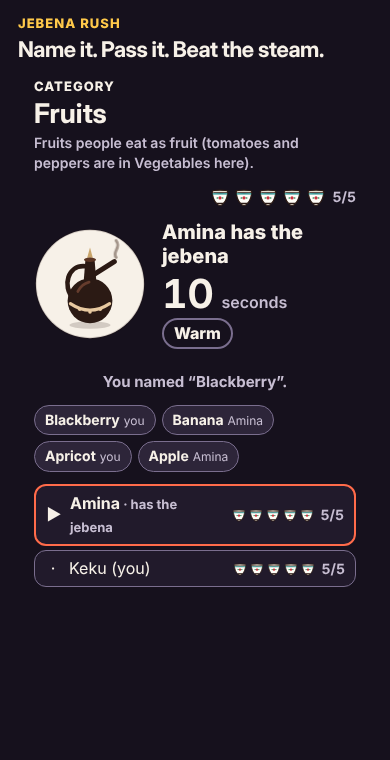 JEBENA RUSH
Name it. Pass it. Beat the steam.
CATEGORY
Fruits
Fruits people eat as fruit (tomatoes and
peppers are in Vegetables here).
5/5
Amina has the
jebena
10 seconds
Warm
You named “Blackberry”.
Blackberry you Banana Amina
Apricot you Apple Amina
Amina · has the
jebena
5/5
Keku (you) 5/5